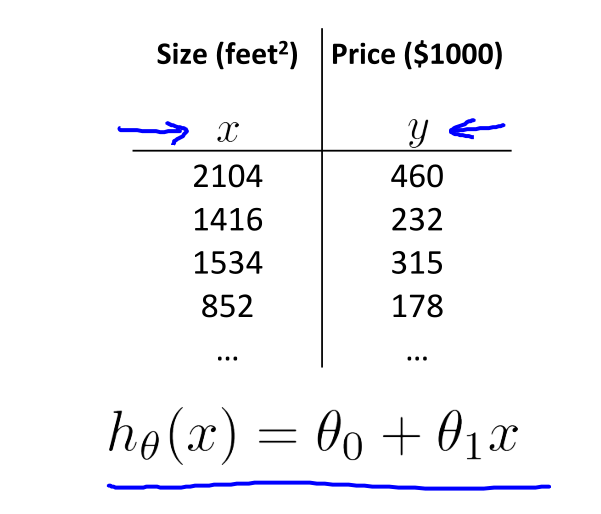 Size (feet²) Price ($1000)
x y
2104 460
1416 232
1534 315
852 178
... ...
hθ(x) = θ0 + θ1x